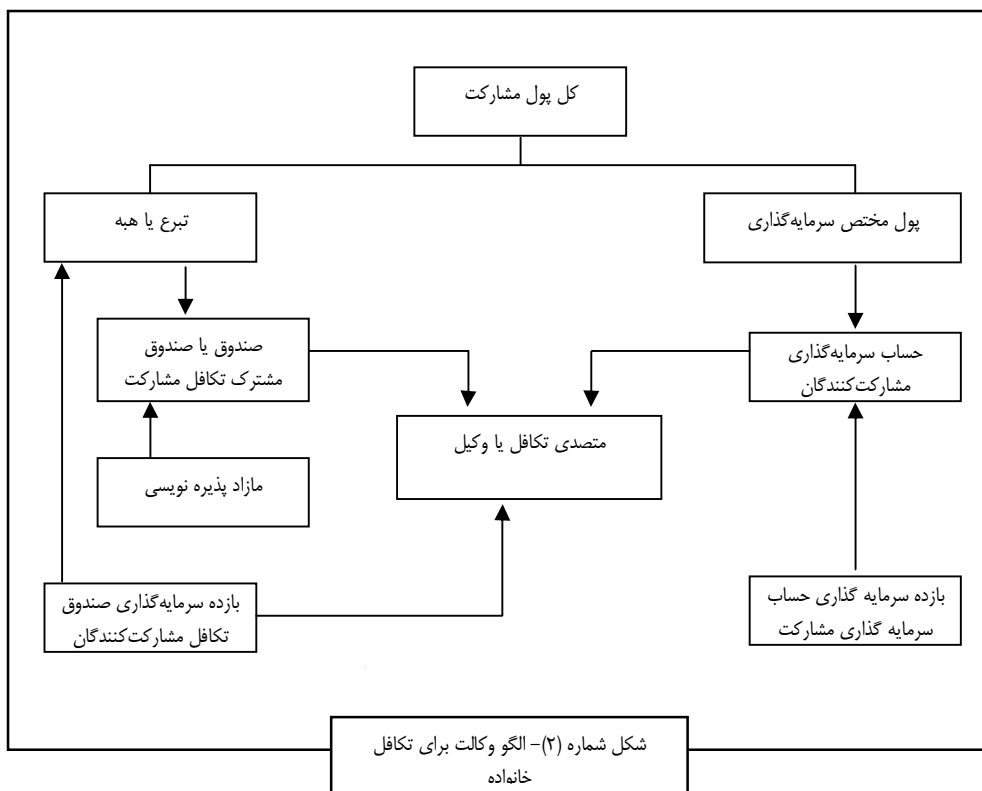 کل پول مشارکت
پول مختص سرمایه‌گذاری
تبرع یا هبه
حساب سرمایه‌گذاری
مشارکت‌کنندگان
صندوق یا صندوق
مشترک تکافل مشارکت
متصدی تکافل یا وکیل
مازاد پذیره نویسی
بازده سرمایه گذاری حساب
سرمایه گذاری مشارکت
بازده سرمایه‌گذاری صندوق
تکافل مشارکت‌کنندگان
شکل شماره (۲)- الگو وکالت برای تکافل
خانواده